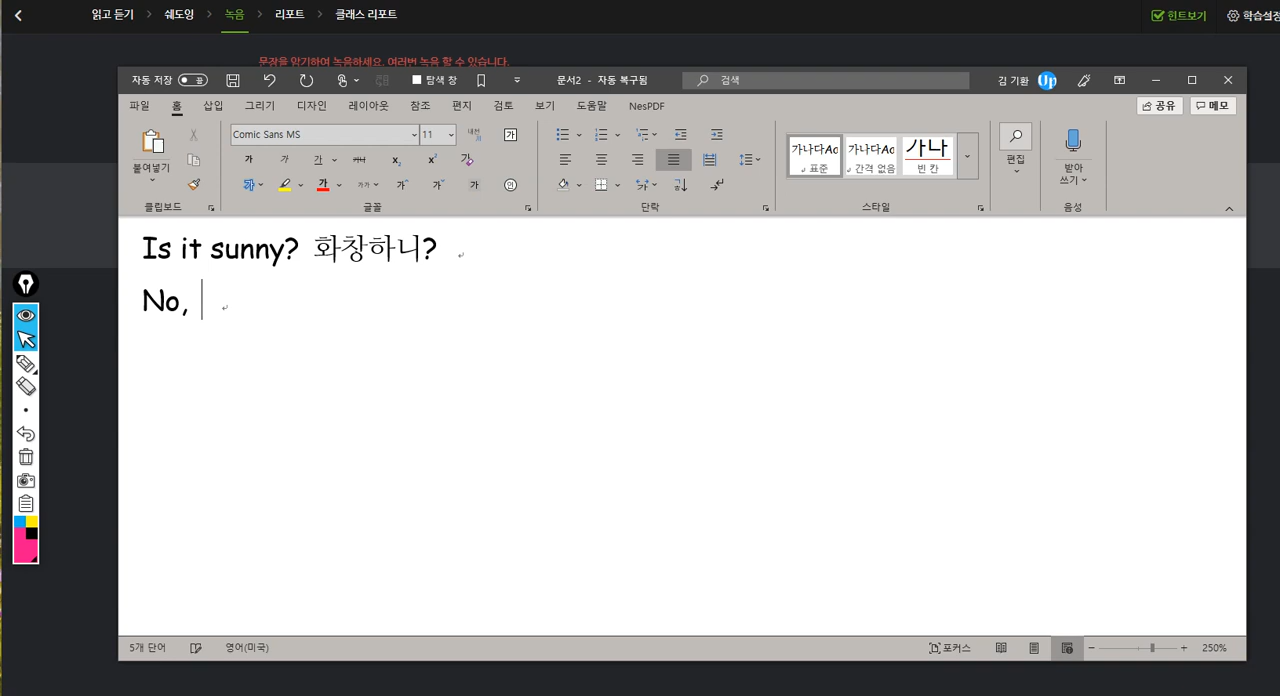 읽고 듣기 > 쉐도잉 > 녹음 > 리포트 > 클래스 리포트 힌트보기 학습설정
문장을 암기하여 녹음하세요. 여러번 녹음 할 수 있습니다.
자동 저장 끔 탐색 창 문서2 - 자동 복구됨 검색 김 기환 Up
파일 홈 삽입 그리기 디자인 레이아웃 참조 편지 검토 보기 도움말 NesPDF 공유 메모
붙여넣기 Comic Sans MS 11 가나다Aa 표준 가나다Aa 간격 없음 가나 빈 칸 편집 받아쓰기
클립보드 글꼴 단락 스타일 음성
Is it sunny? 화창하니?
No,
5개 단어 영어(미국) 포커스 250%